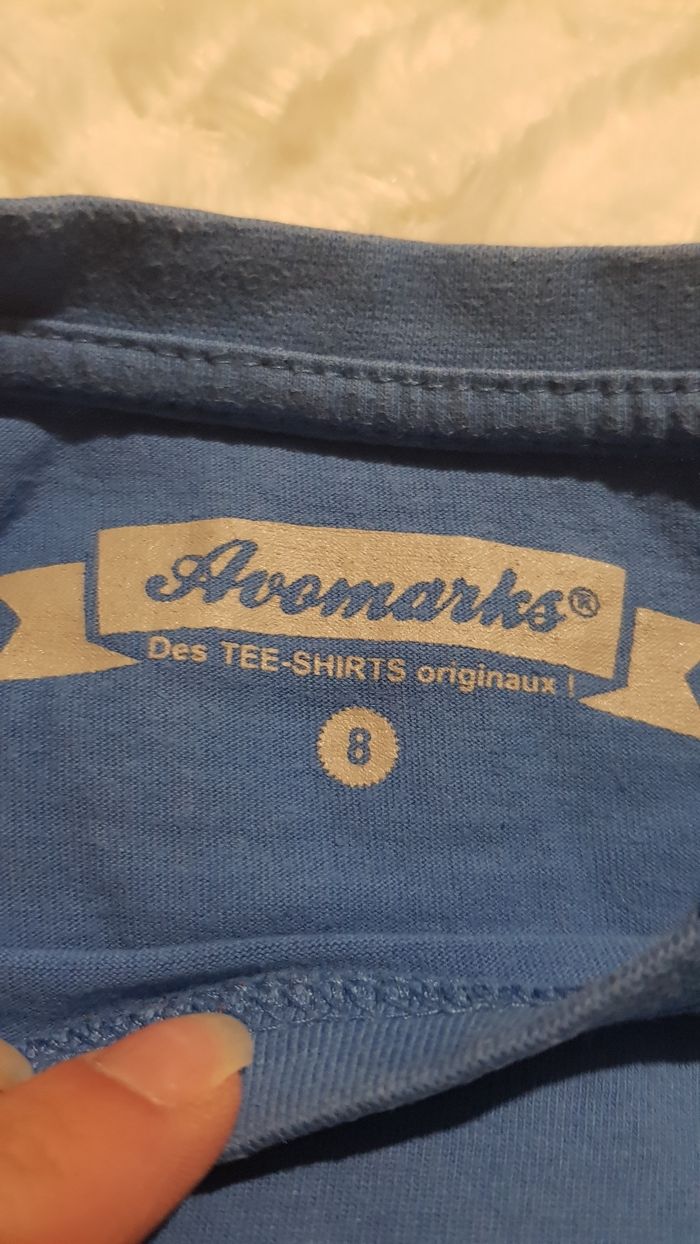 Avomarks®
Des TEE-SHIRTS originaux !
8